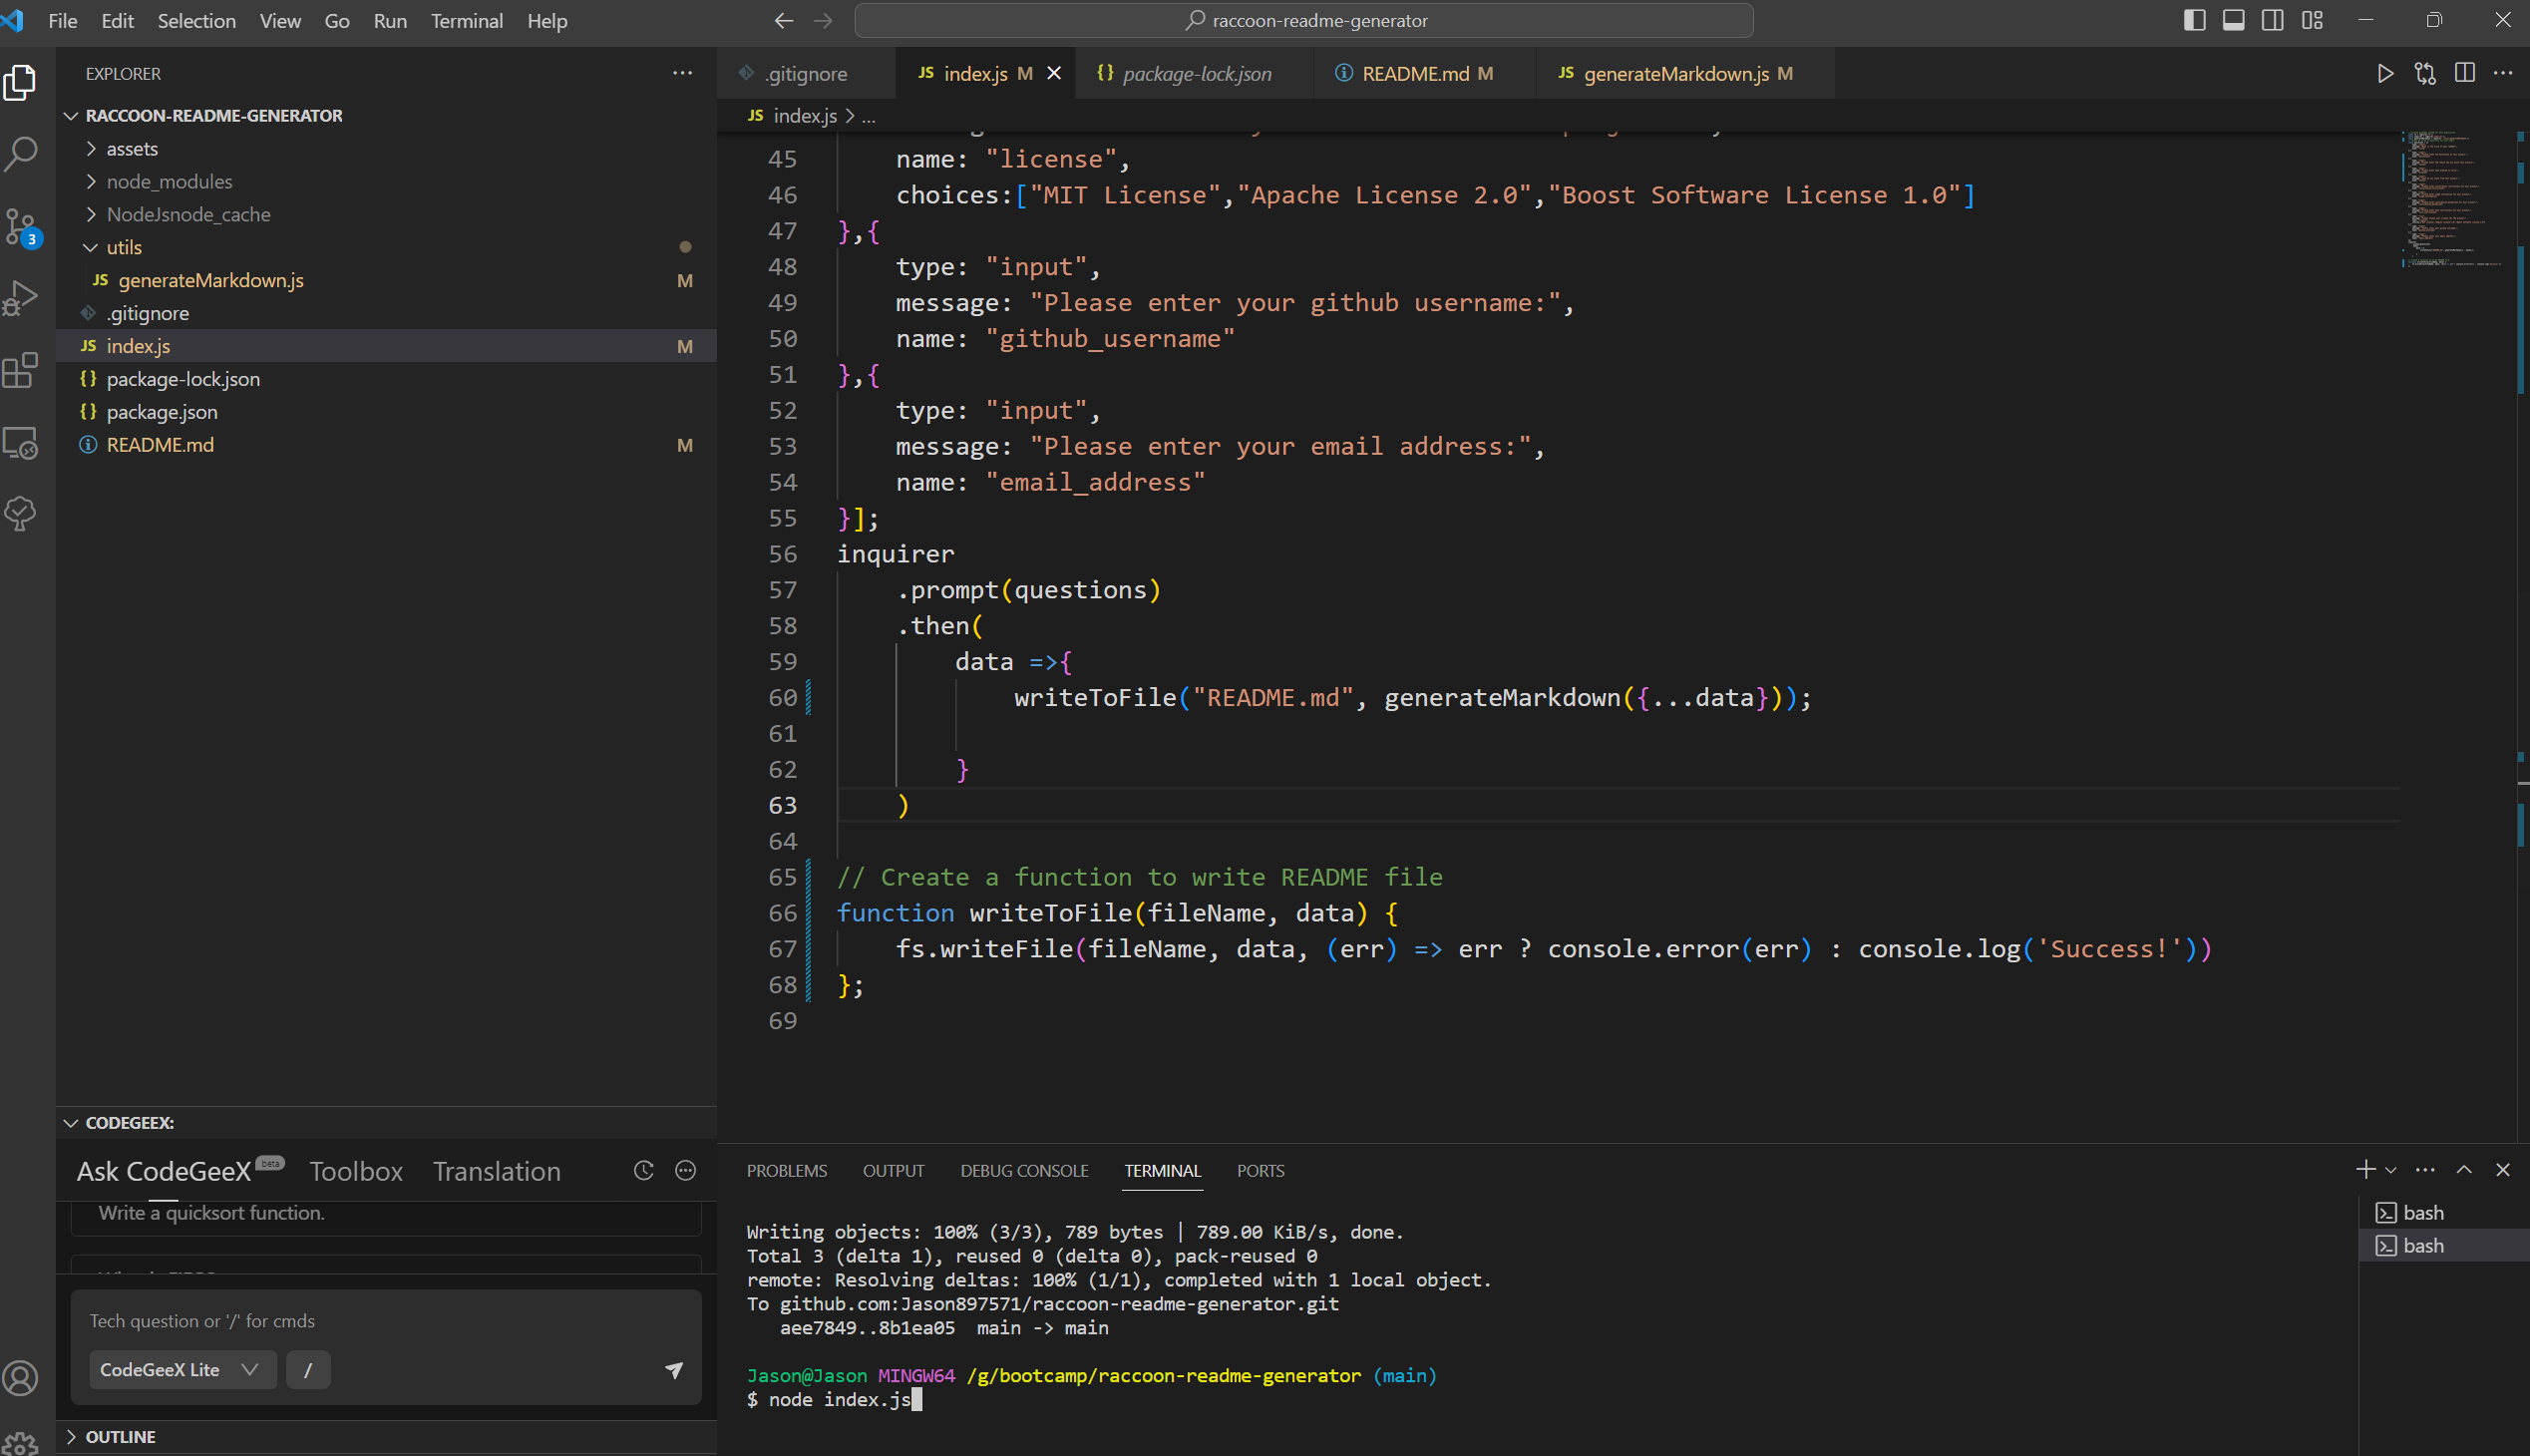 File Edit Selection View Go Run Terminal Help
raccoon-readme-generator
EXPLORER
RACCOON-README-GENERATOR
assets
node_modules
NodeJsnode_cache
utils
JS generateMarkdown.js M
.gitignore
JS index.js M
{} package-lock.json
{} package.json
README.md M
3
.gitignore
JS index.js M
{} package-lock.json
README.md M
JS generateMarkdown.js M
JS index.js > ...
45 name: "license",
46 choices:["MIT License","Apache License 2.0","Boost Software License 1.0"]
47 },{
48 type: "input",
49 message: "Please enter your github username:",
50 name: "github_username"
51 },{
52 type: "input",
53 message: "Please enter your email address:",
54 name: "email_address"
55 }];
56 inquirer
57 .prompt(questions)
58 .then(
59 data =>{
60 writeToFile("README.md", generateMarkdown({...data}));
61
62 }
63 )
64
65 // Create a function to write README file
66 function writeToFile(fileName, data) {
67 fs.writeFile(fileName, data, (err) => err ? console.error(err) : console.log('Success!'))
68 };
69
CODEGEEX:
Ask CodeGeeX beta Toolbox Translation
Write a quicksort function.
Tech question or '/' for cmds
CodeGeeX Lite /
OUTLINE
PROBLEMS OUTPUT DEBUG CONSOLE TERMINAL PORTS
Writing objects: 100% (3/3), 789 bytes | 789.00 KiB/s, done.
Total 3 (delta 1), reused 0 (delta 0), pack-reused 0
remote: Resolving deltas: 100% (1/1), completed with 1 local object.
To github.com:Jason897571/raccoon-readme-generator.git
aee7849..8b1ea05 main -> main
Jason@Jason MINGW64 /g/bootcamp/raccoon-readme-generator (main)
$ node index.js
bash
bash